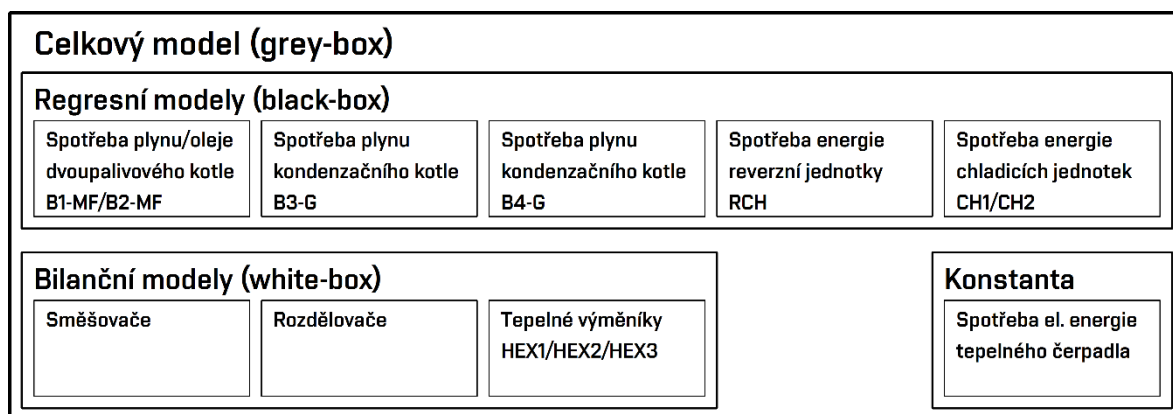 Celkový model (grey-box)
Regresní modely (black-box)
Spotřeba plynu/oleje
dvoupalivového kotle
B1-MF/B2-MF
Spotřeba plynu
kondenzačního kotle
B3-G
Spotřeba plynu
kondenzačního kotle
B4-G
Spotřeba energie
reverzní jednotky
RCH
Spotřeba energie
chladicích jednotek
CH1/CH2
Bilanční modely (white-box)
Směšovače
Rozdělovače
Tepelné výměníky
HEX1/HEX2/HEX3
Konstanta
Spotřeba el. energie
tepelného čerpadla